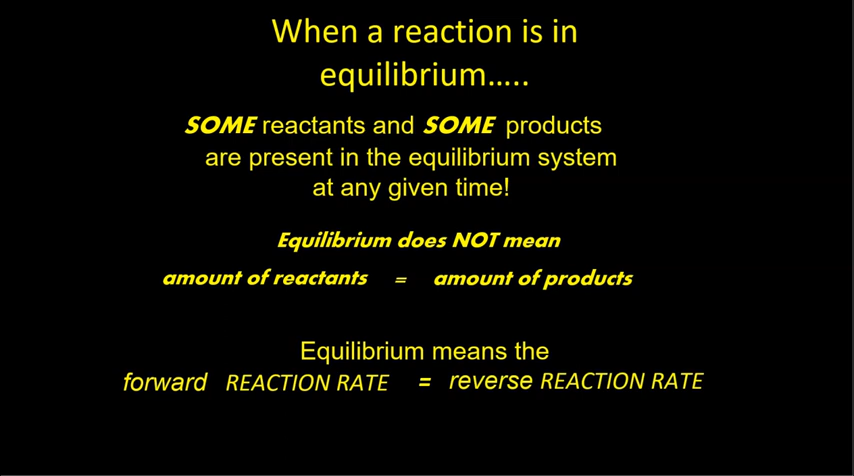 When a reaction is in
equilibrium…..
SOME reactants and SOME products
are present in the equilibrium system
at any given time!
Equilibrium does NOT mean
amount of reactants = amount of products
Equilibrium means the
forward REACTION RATE = reverse REACTION RATE